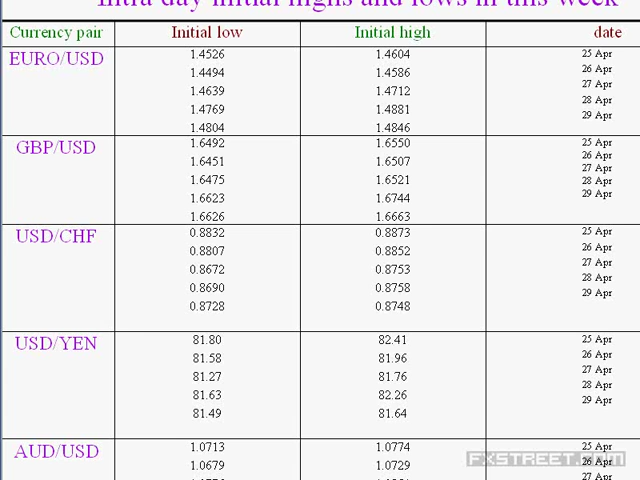 Intra day initial highs and lows in this week
Currency pair Initial low Initial high date
EURO/USD 1.4526 1.4604 25 Apr
1.4494 1.4586 26 Apr
1.4639 1.4712 27 Apr
1.4769 1.4881 28 Apr
1.4804 1.4846 29 Apr
GBP/USD 1.6492 1.6550 25 Apr
1.6451 1.6507 26 Apr
1.6475 1.6521 27 Apr
1.6623 1.6744 28 Apr
1.6626 1.6663 29 Apr
USD/CHF 0.8832 0.8873 25 Apr
0.8807 0.8852 26 Apr
0.8672 0.8753 27 Apr
0.8690 0.8758 28 Apr
0.8728 0.8748 29 Apr
USD/YEN 81.80 82.41 25 Apr
81.58 81.96 26 Apr
81.27 81.76 27 Apr
81.63 82.26 28 Apr
81.49 81.64 29 Apr
AUD/USD 1.0713 1.0774 25 Apr
1.0679 1.0729 26 Apr
27 Apr
FXSTREET.COM